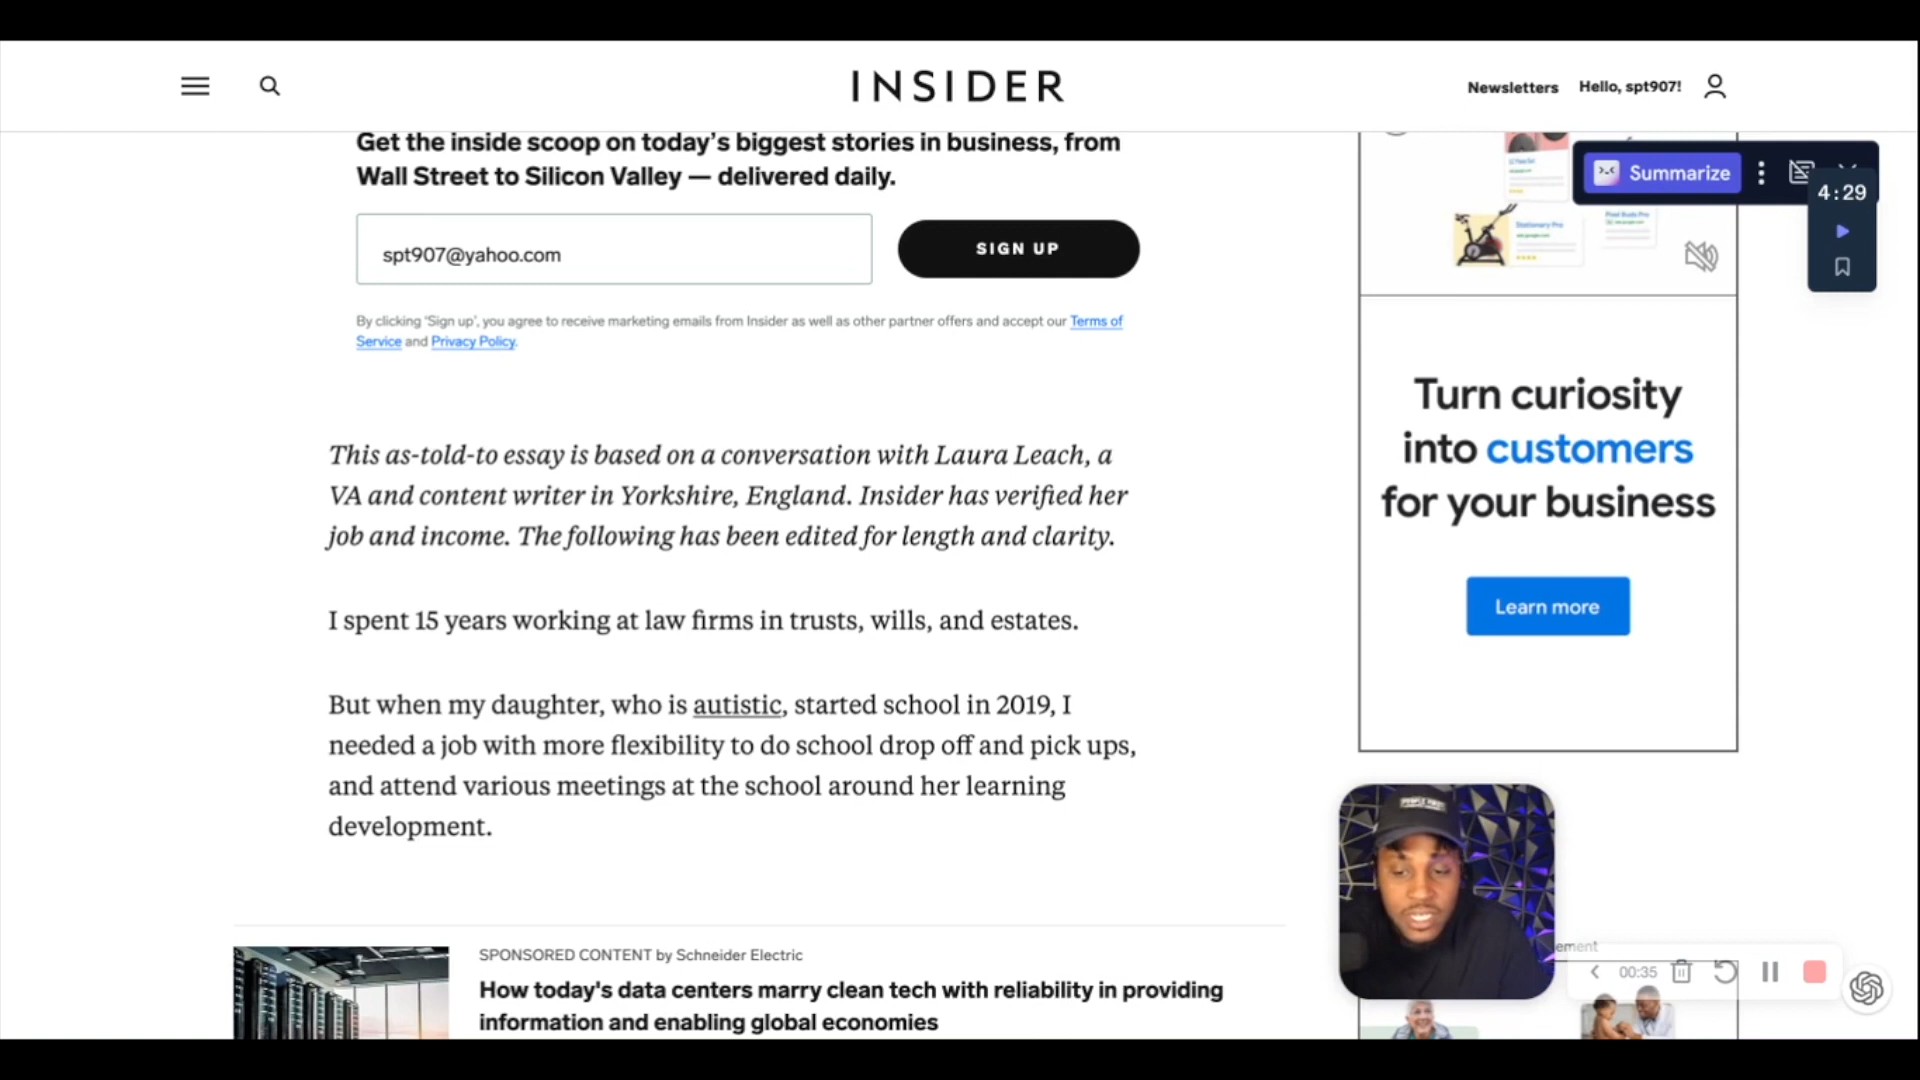 INSIDER
Newsletters
Hello, spt907!
Get the inside scoop on today's biggest stories in business, from
Wall Street to Silicon Valley — delivered daily.
spt907@yahoo.com
SIGN UP
By clicking 'Sign up', you agree to receive marketing emails from Insider as well as other partner offers and accept our Terms of
Service and Privacy Policy.
This as-told-to essay is based on a conversation with Laura Leach, a
VA and content writer in Yorkshire, England. Insider has verified her
job and income. The following has been edited for length and clarity.
I spent 15 years working at law firms in trusts, wills, and estates.
But when my daughter, who is autistic, started school in 2019, I
needed a job with more flexibility to do school drop off and pick ups,
and attend various meetings at the school around her learning
development.
SPONSORED CONTENT by Schneider Electric
How today's data centers marry clean tech with reliability in providing
information and enabling global economies
Summarize
4:29
Stationary Pro
Pixel Buds Pro
Turn curiosity
into customers
for your business
Learn more
PEOPLE FIRST
ement
00:35